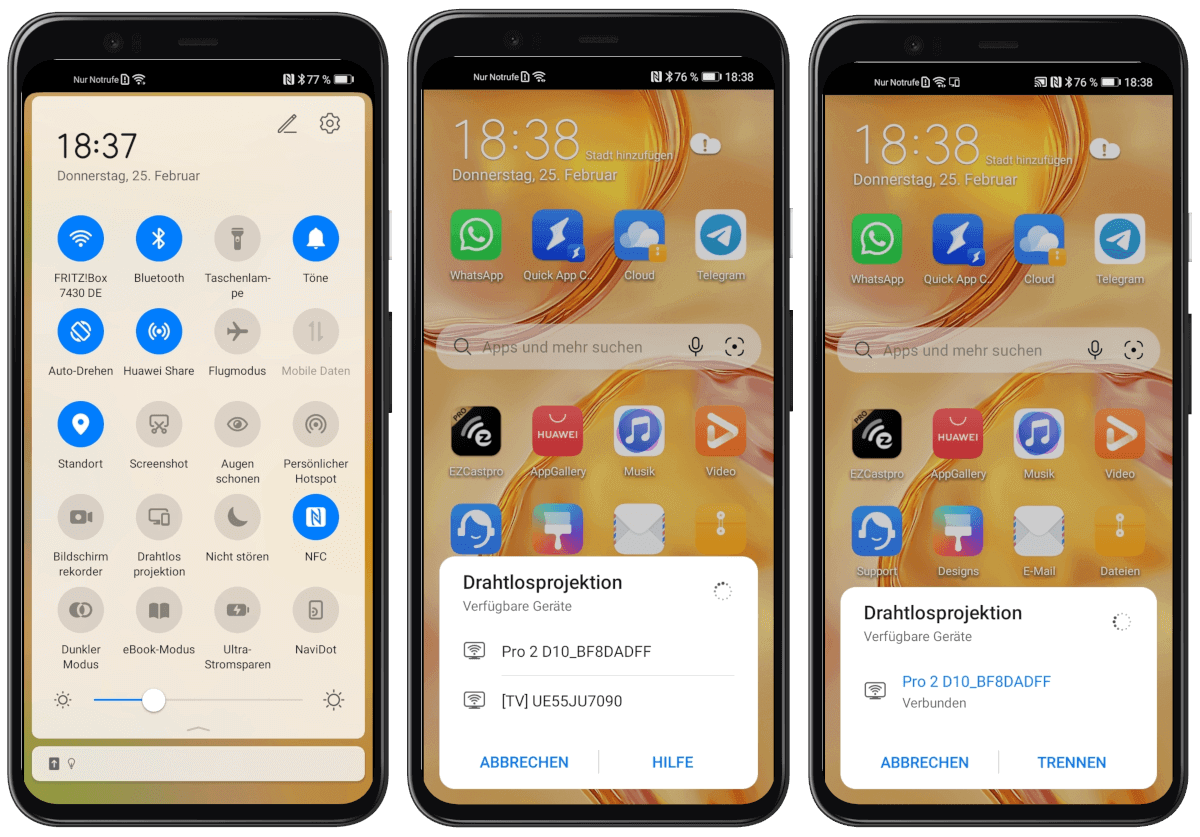 Nur Notrufe
77 %
18:37
Donnerstag, 25. Februar
FRITZ!Box
7430 DE
Bluetooth
Taschenlam-
pe
Töne
Auto-Drehen
Huawei Share
Flugmodus
Mobile Daten
Standort
Screenshot
Augen
schonen
Persönlicher
Hotspot
Bildschirm
rekorder
Drahtlos
projektion
Nicht stören
NFC
Dunkler
Modus
eBook-Modus
Ultra-
Stromsparen
NaviDot
Nur Notrufe
76 % 18:38
18:38
Stadt hinzufügen
Donnerstag, 25. Februar
WhatsApp
Quick App C..
Cloud
Telegram
Apps und mehr suchen
PRO
HUAWEI
EZCastpro
AppGallery
Musik
Video
Drahtlosprojektion
Verfügbare Geräte
Pro 2 D10_BF8DADFF
[TV] UE55JU7090
ABBRECHEN
HILFE
Nur Notrufe
76 % 18:38
18:38
Stadt hinzufügen
Donnerstag, 25. Februar
WhatsApp
Quick App C..
Cloud
Telegram
Apps und mehr suchen
PRO
HUAWEI
EZCastpro
AppGallery
Musik
Video
Support
Designs
E-Mail
Dateien
Drahtlosprojektion
Verfügbare Geräte
Pro 2 D10_BF8DADFF
Verbunden
ABBRECHEN
TRENNEN